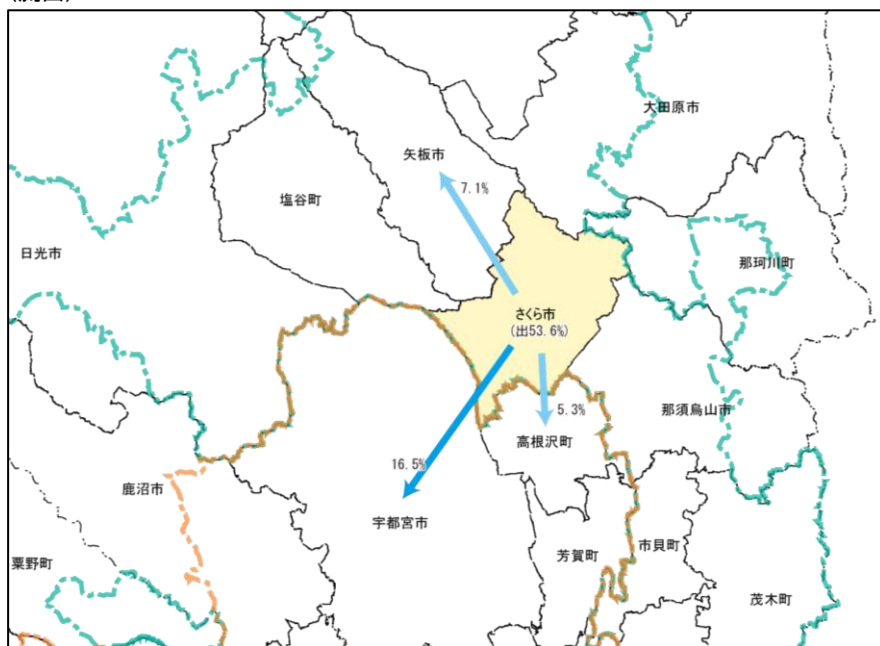 大田原市
矢板市
7.1%
塩谷町
日光市
那珂川町
さくら市
(出53.6%)
那須烏山市
5.3%
高根沢町
16.5%
鹿沼市
宇都宮市
芳賀町
市貝町
粟野町
茂木町